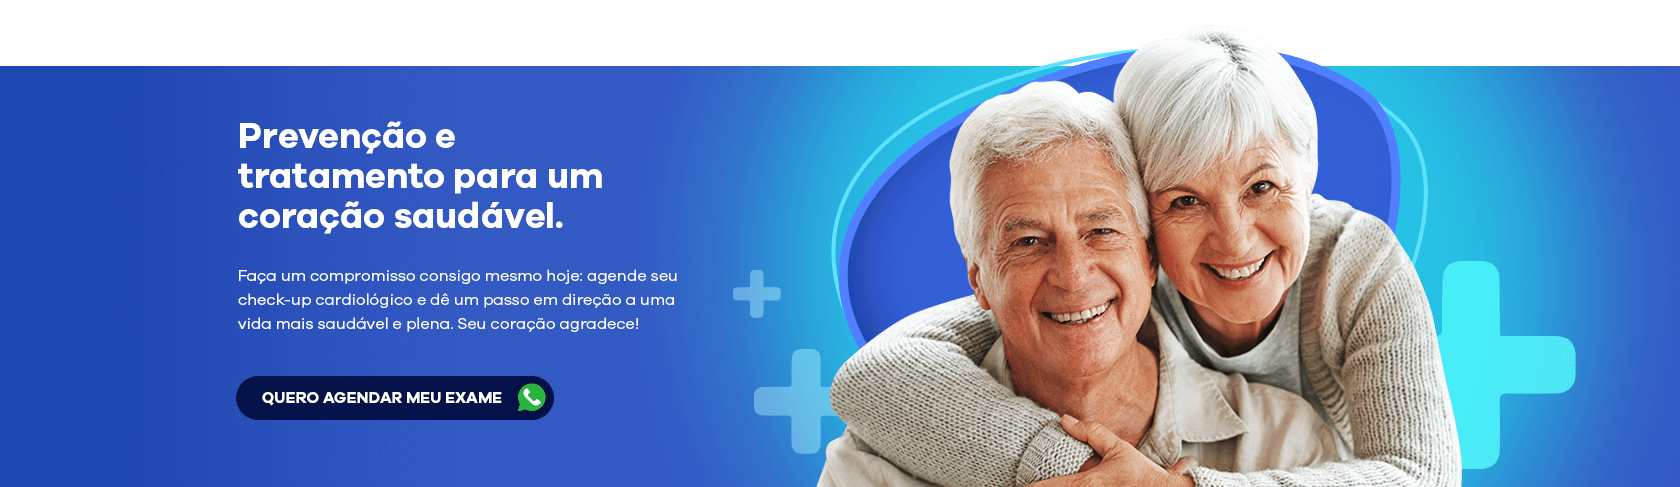 Prevenção e
tratamento para um
coração saudável.
Faça um compromisso consigo mesmo hoje: agende seu
check-up cardiológico e dê um passo em direção a uma
vida mais saudável e plena. Seu coração agradece!
QUERO AGENDAR MEU EXAME